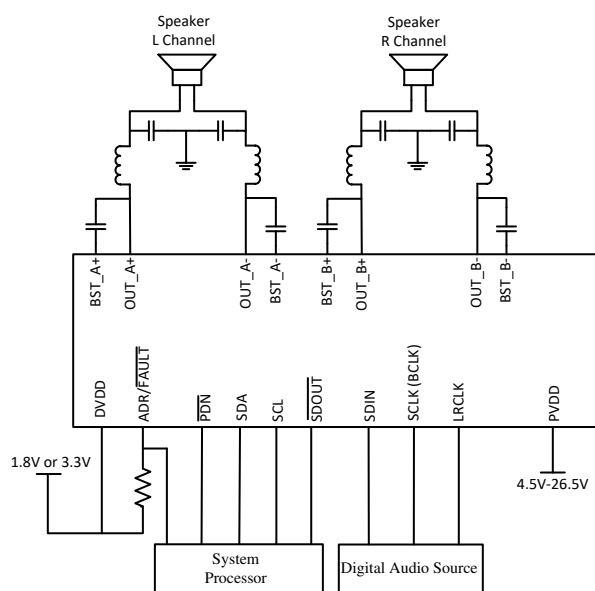 Speaker
L Channel
Speaker
R Channel
BST_A+
OUT_A+
OUT_A-
BST_A-
BST_B+
OUT_B+
OUT_B-
BST_B-
DVDD
ADR/FAULT
PDN
SDA
SCL
SDOUT
SDIN
SCLK (BCLK)
LRCLK
PVDD
1.8V or 3.3V
4.5V-26.5V
System
Processor
Digital Audio Source